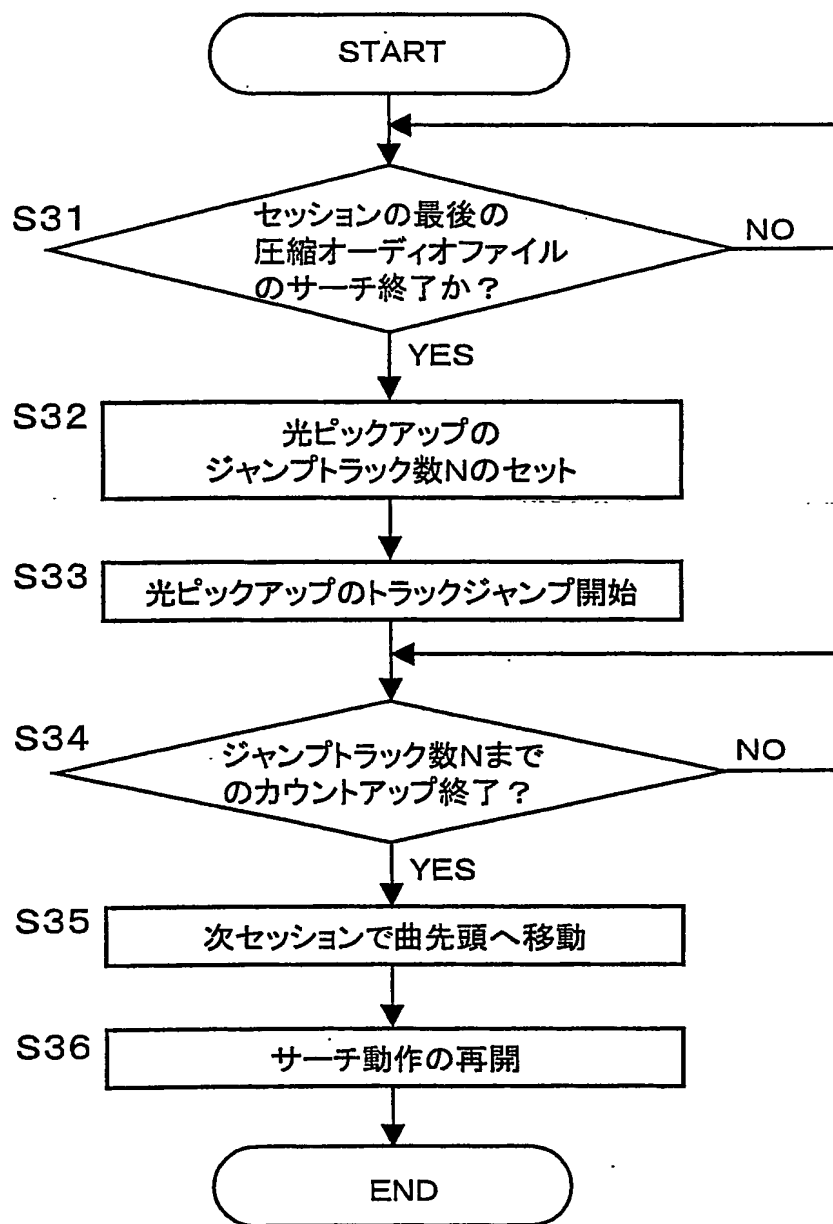 START
S31
セッションの最後の
圧縮オーディオファイル
のサーチ終了か？
NO
YES
S32
光ピックアップの
ジャンプトラック数Nのセット
S33
光ピックアップのトラックジャンプ開始
S34
ジャンプトラック数Nまで
のカウントアップ終了？
NO
YES
S35
次セッションで曲先頭へ移動
S36
サーチ動作の再開
END